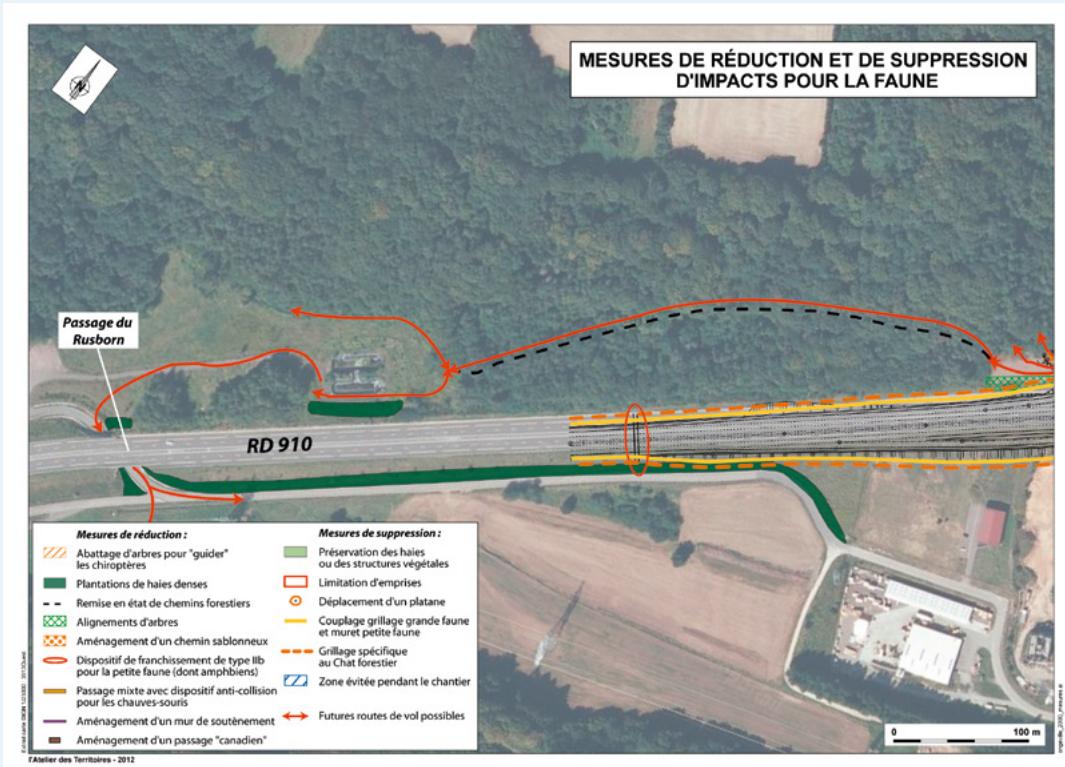 MESURES DE RÉDUCTION ET DE SUPPRESSION
D'IMPACTS POUR LA FAUNE
N
Passage du
Rusborn
RD 910
Mesures de réduction :
Abattage d'arbres pour "guider"
les chiroptères
Plantations de haies denses
Remise en état de chemins forestiers
Alignements d'arbres
Aménagement d'un chemin sablonneux
Dispositif de franchissement de type IIb
pour la petite faune (dont amphbiens)
Passage mixte avec dispositif anti-collision
pour les chauves-souris
Aménagement d'un mur de soutènement
Aménagement d'un passage "canadien"
Mesures de suppression :
Préservation des haies
ou des structures végétales
Limitation d'emprises
Déplacement d'un platane
Couplage grillage grande faune
et muret petite faune
Grillage spécifique
au Chat forestier
Zone évitée pendant le chantier
Futures routes de vol possibles
0 100 m
l'Atelier des Territoires - 2012